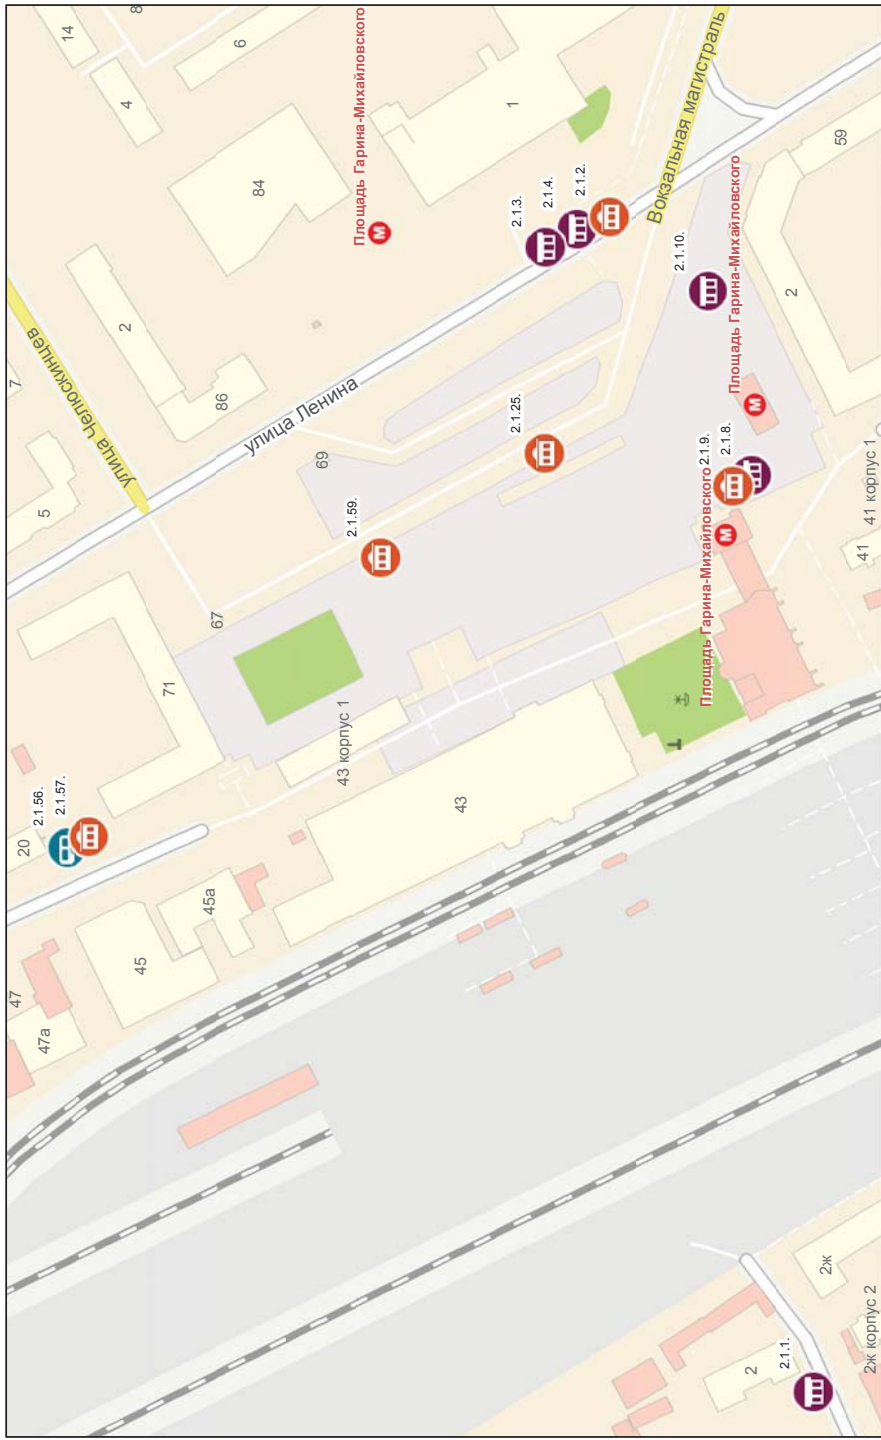 14
8
6
4
Площадь Гарина-Михайловского
М
1
84
2
7
улица Челюскинцев
86
улица Ленина
5
69
67
71
2.1.3.
2.1.4.
2.1.2.
Вокзальная магистраль
59
2.1.10.
2
Площадь Гарина-Михайловского
М
2.1.25.
2.1.59.
2.1.9.
2.1.8.
Площадь Гарина-Михайловского
М
41
41 корпус 1
43 корпус 1
43
20
2.1.56.
2.1.57.
45а
45
47
47а
2.1.1.
2
2ж
2ж корпус 2